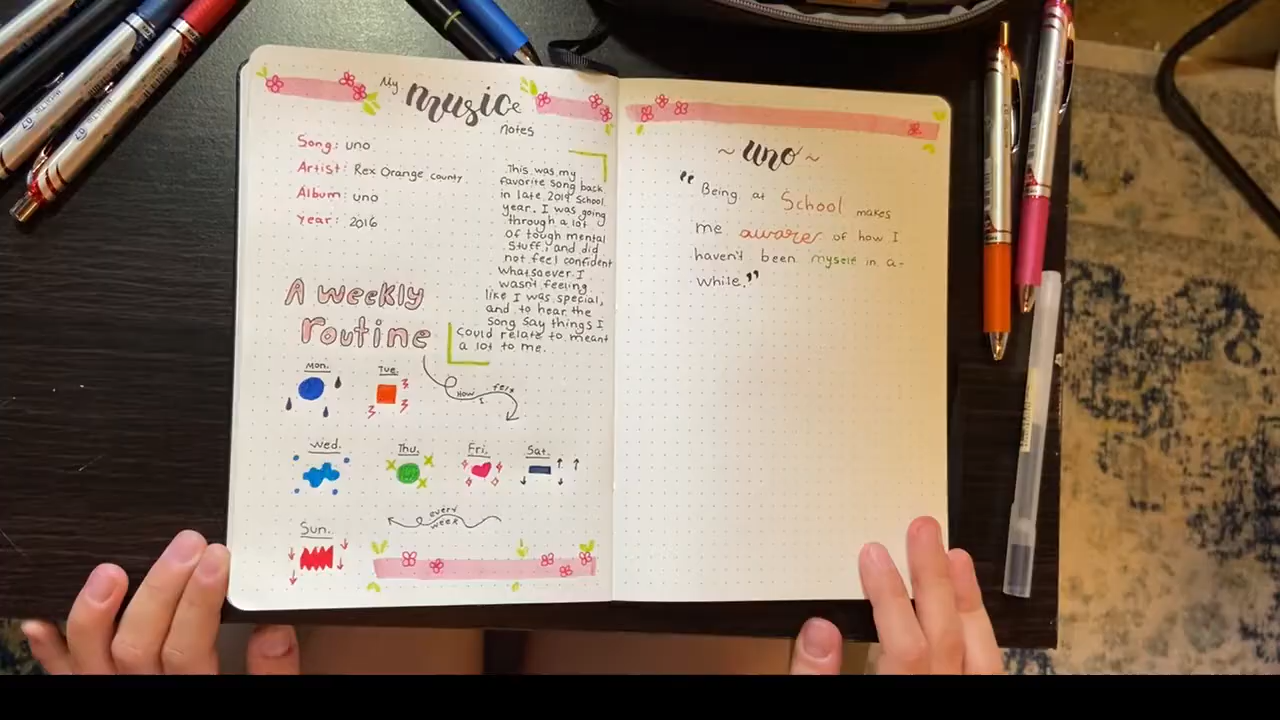 My music notes
Song: uno
Artist: Rex Orange county
Album: uno
Year: 2016
This was my
favorite song back
in late 2019 School
year. I was going
through a lot
of tough mental
stuff, and did
not feel confident
whatsoever. I
wasn't feeling
like I was special,
and to hear the
song say things I
could relate to meant
a lot to me.
A weekly
routine
How I felt
Mon. Tue.
Wed. Thu. Fri. Sat.
every
week
Sun.
~ uno ~
"Being at School makes
me aware of how I
haven't been myself in a-
while."